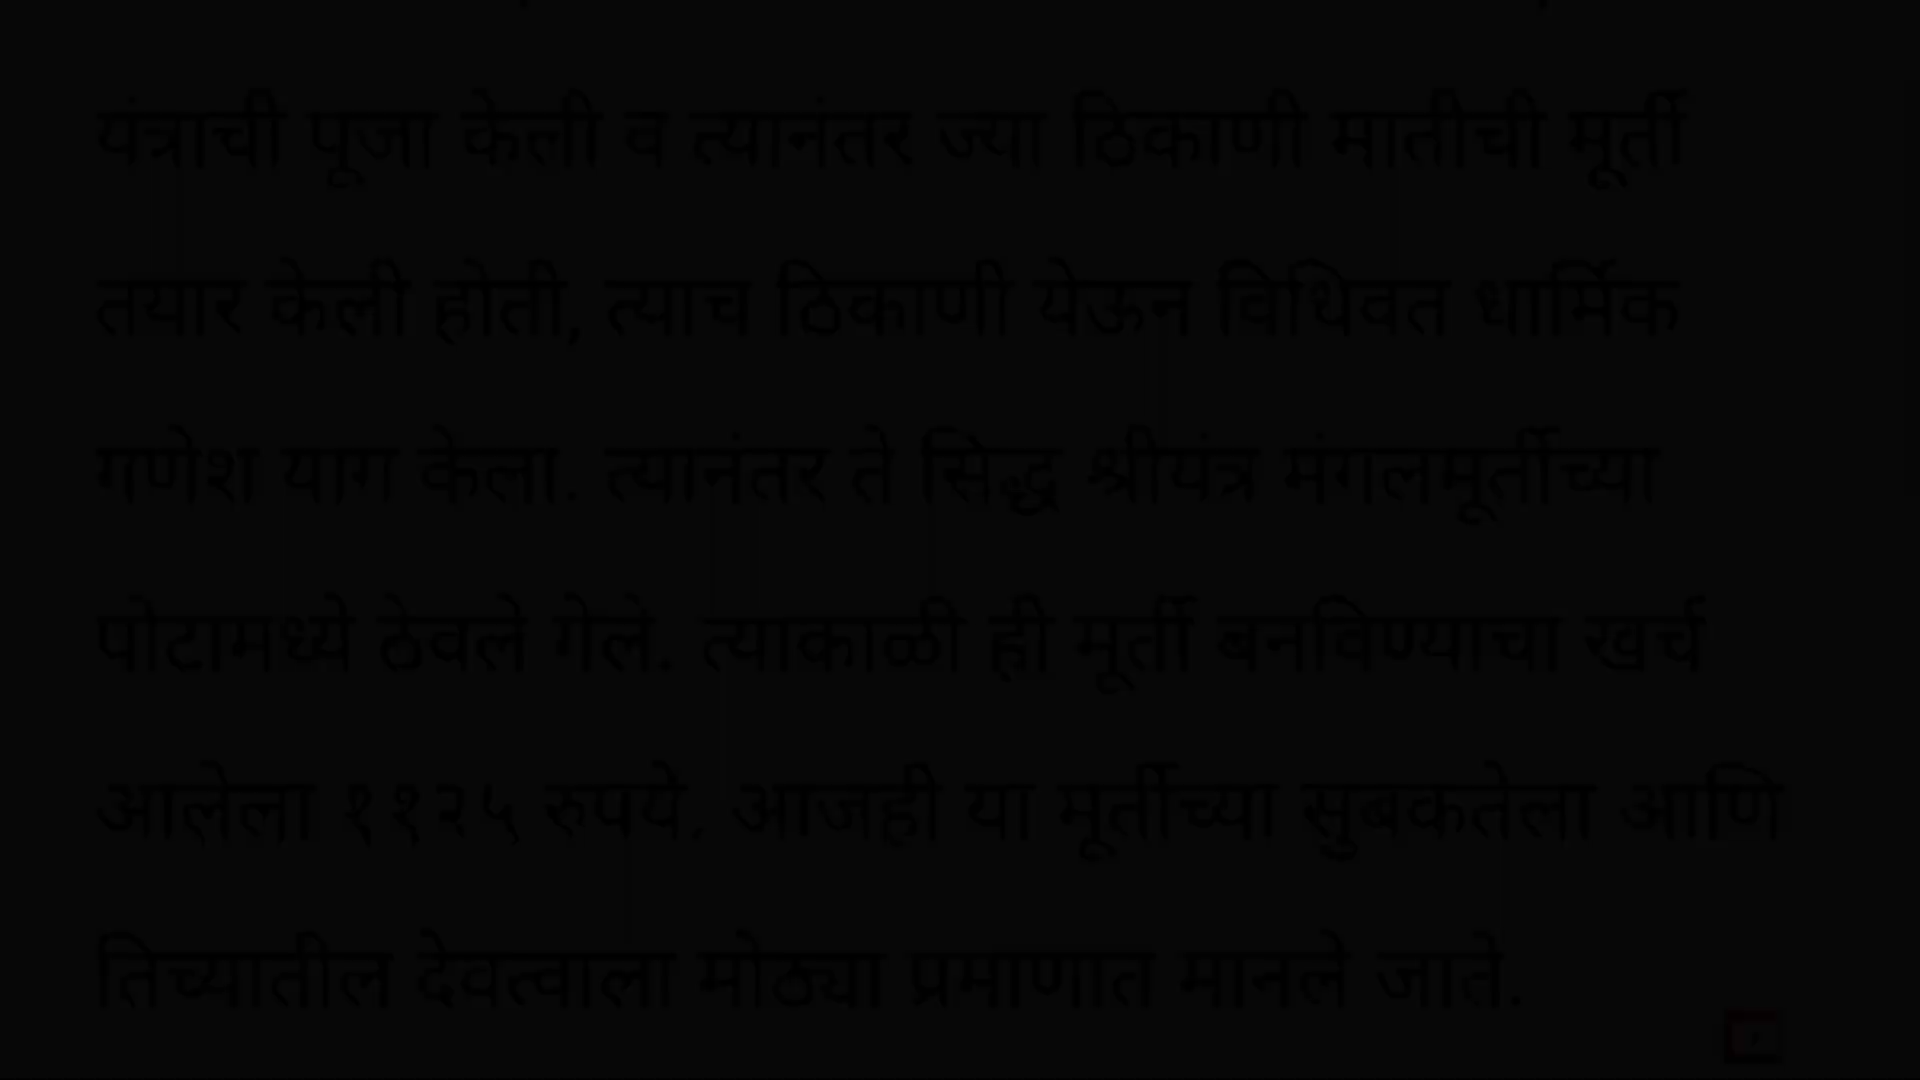 यंत्राची पूजा केली व त्यानंतर ज्या ठिकाणी मातीची मूर्ती
तयार केली होती, त्याच ठिकाणी येऊन विधिवत धार्मिक
गणेश याग केला. त्यानंतर ते सिद्ध श्रीयंत्र मंगलमूर्तीच्या
पोटामध्ये ठेवले गेले. त्याकाळी ही मूर्ती बनविण्याचा खर्च
आलेला ११२५ रुपये. आजही या मूर्तीच्या सुबकतेला आणि
तिच्यातील देवत्वाला मोठ्या प्रमाणात मानले जाते.